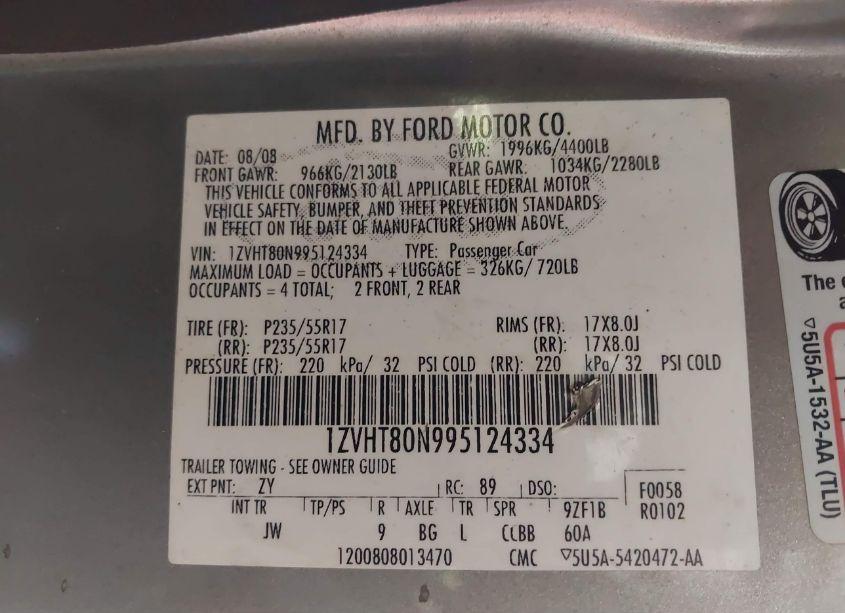 MFD. BY FORD MOTOR CO.
DATE: 08/08 GVWR: 1996KG/4400LB
FRONT GAWR: 966KG/2130LB REAR GAWR: 1034KG/2280LB
THIS VEHICLE CONFORMS TO ALL APPLICABLE FEDERAL MOTOR
VEHICLE SAFETY, BUMPER, AND THEFT PREVENTION STANDARDS
IN EFFECT ON THE DATE OF MANUFACTURE SHOWN ABOVE.
VIN: 1ZVHT80N995124334 TYPE: Passenger Car
MAXIMUM LOAD = OCCUPANTS + LUGGAGE = 326KG/ 720LB
OCCUPANTS = 4 TOTAL; 2 FRONT, 2 REAR
TIRE (FR): P235/55R17 RIMS (FR): 17X8.0J
(RR): P235/55R17 (RR): 17X8.0J
PRESSURE (FR): 220 kPa/ 32 PSI COLD (RR): 220 kPa/ 32 PSI COLD
1ZVHT80N995124334
TRAILER TOWING - SEE OWNER GUIDE
EXT PNT: ZY RC: 89 DSO: F0058
INT TR TP/PS R AXLE TR SPR 9ZF1B R0102
JW 9 BG L CCBB 60A
1200808013470 CMC ▽5U5A-5420472-AA
The
▽5U5A-1532-AA (TLU)